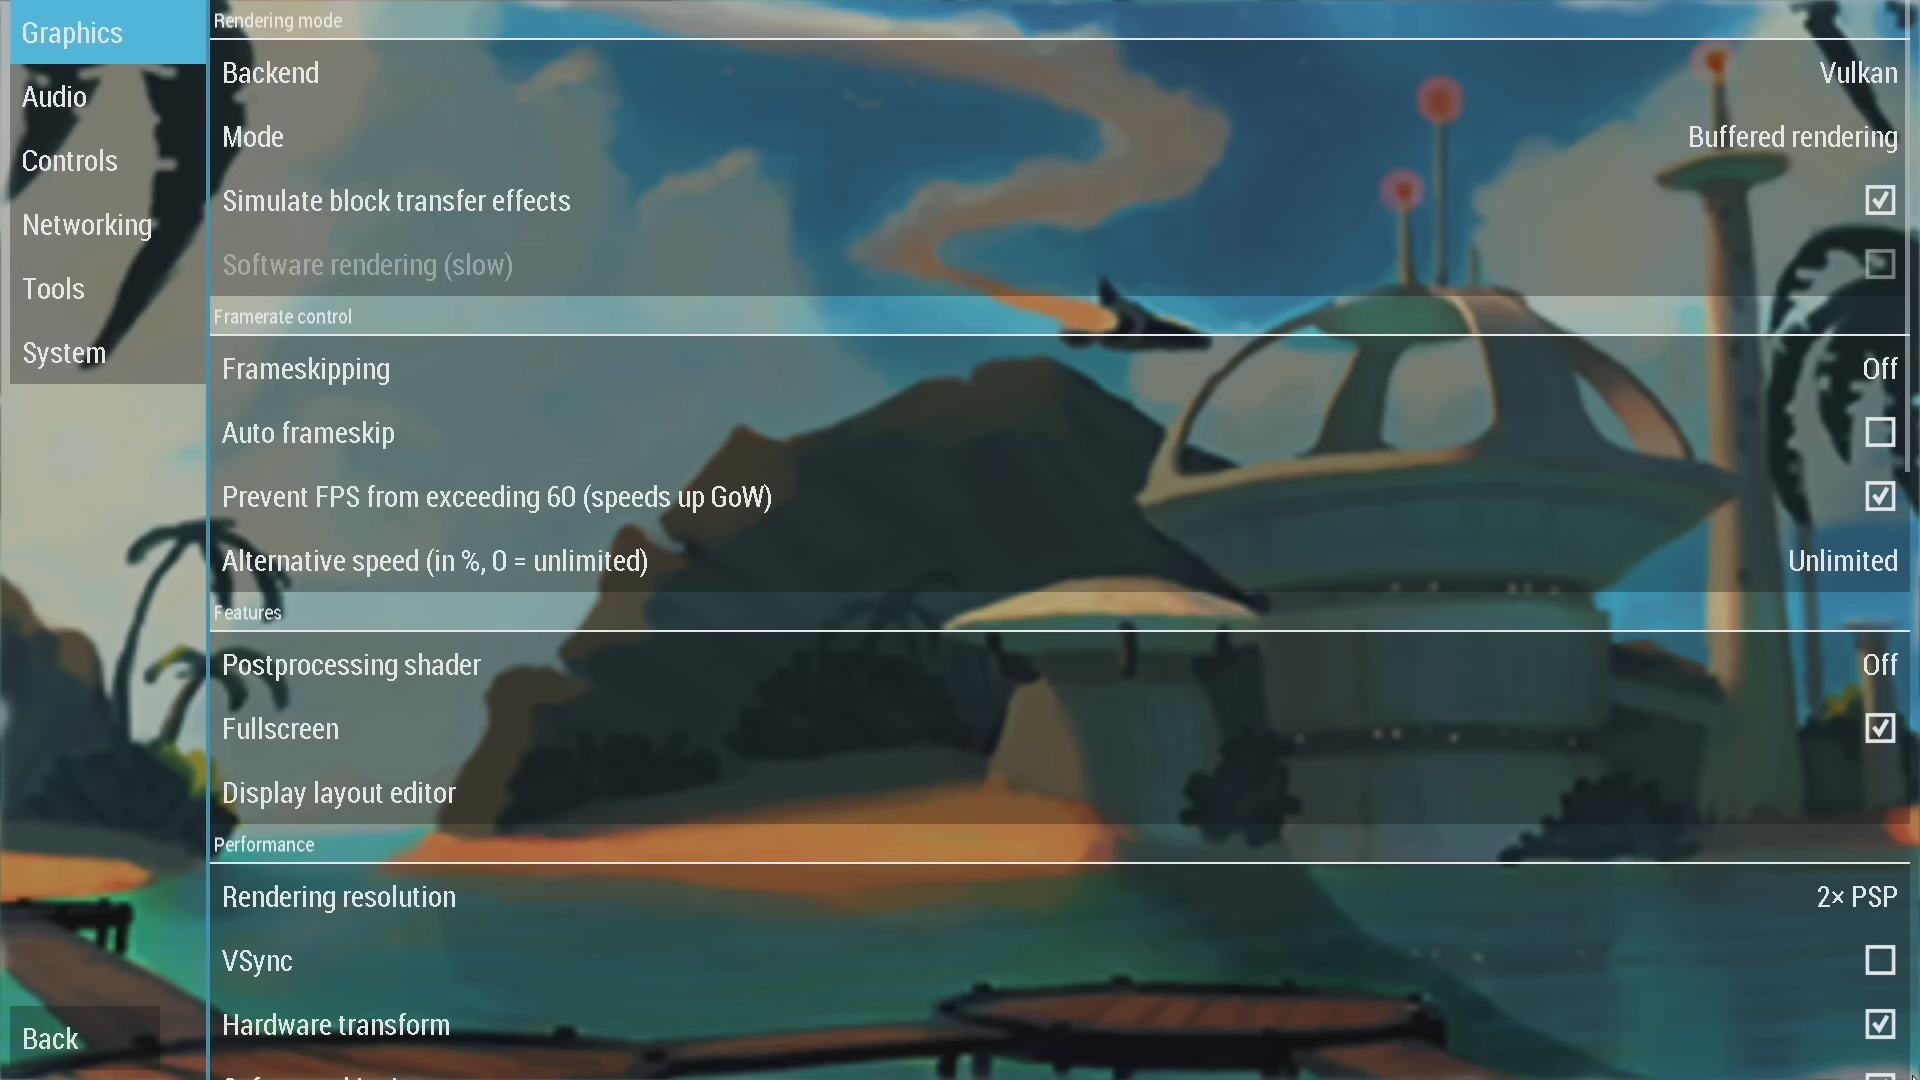 Graphics
Audio
Controls
Networking
Tools
System
Back
Rendering mode
Backend Vulkan
Mode Buffered rendering
Simulate block transfer effects
Software rendering (slow)
Framerate control
Frameskipping Off
Auto frameskip
Prevent FPS from exceeding 60 (speeds up GoW)
Alternative speed (in %, 0 = unlimited) Unlimited
Features
Postprocessing shader Off
Fullscreen
Display layout editor
Performance
Rendering resolution 2× PSP
VSync
Hardware transform